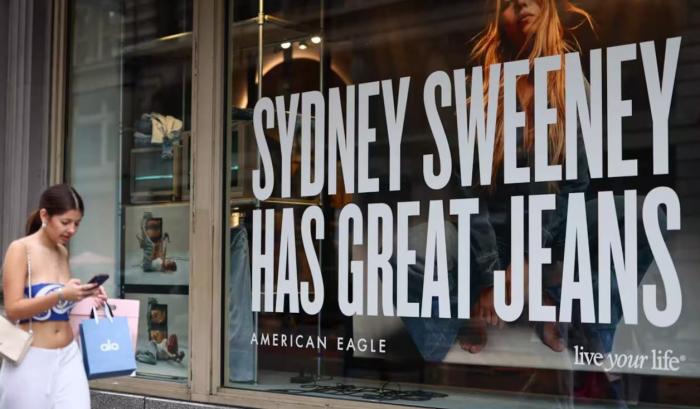 SYDNEY SWEENEY
HAS GREAT JEANS
AMERICAN EAGLE
live your life®
alo